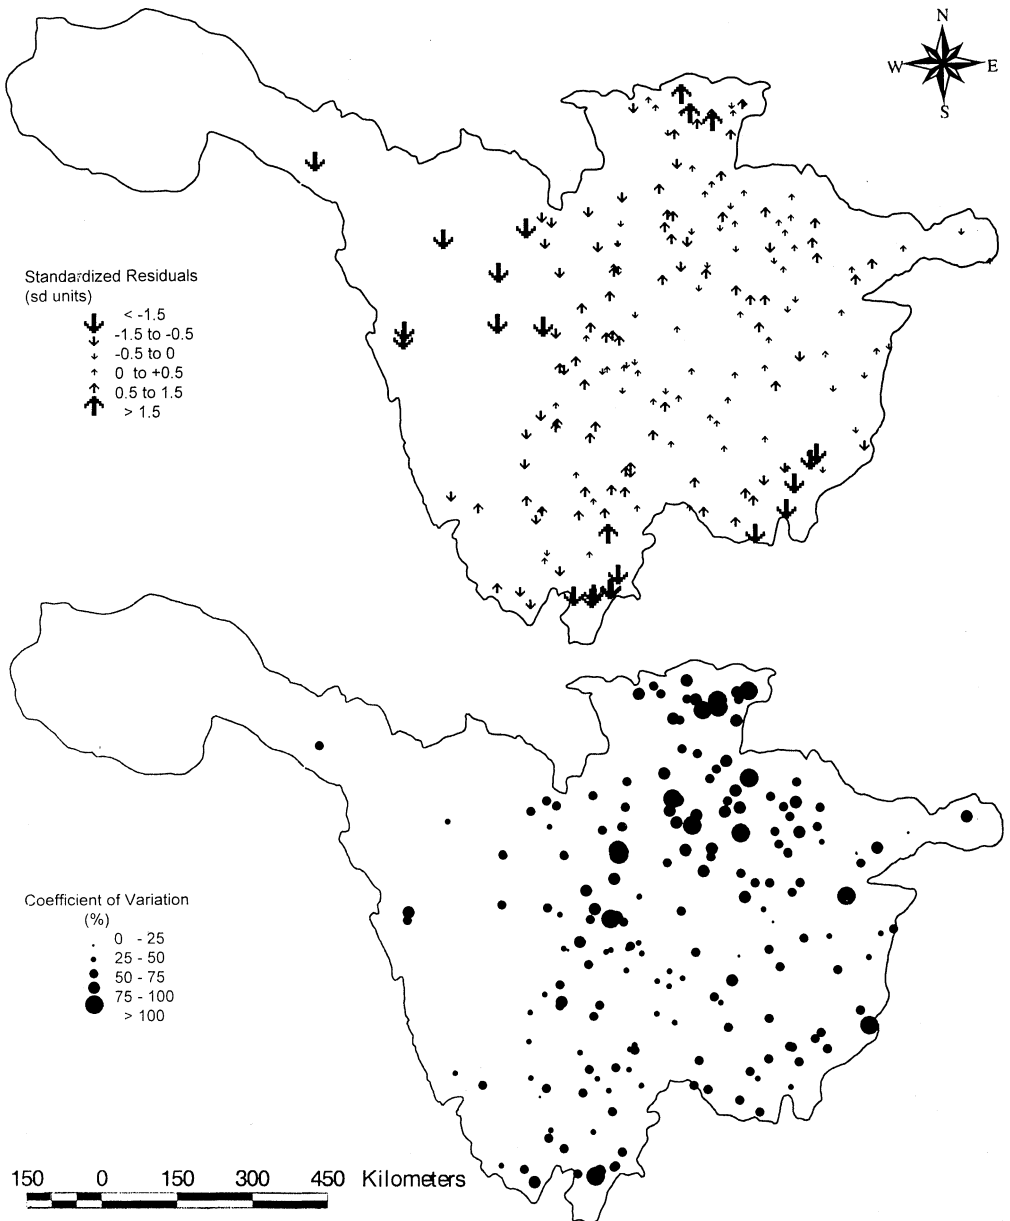 N
W E
S
Standardized Residuals
(sd units)
< -1.5
-1.5 to -0.5
-0.5 to 0
0 to +0.5
0.5 to 1.5
> 1.5
Coefficient of Variation
(%)
0 - 25
25 - 50
50 - 75
75 - 100
> 100
150 0 150 300 450 Kilometers